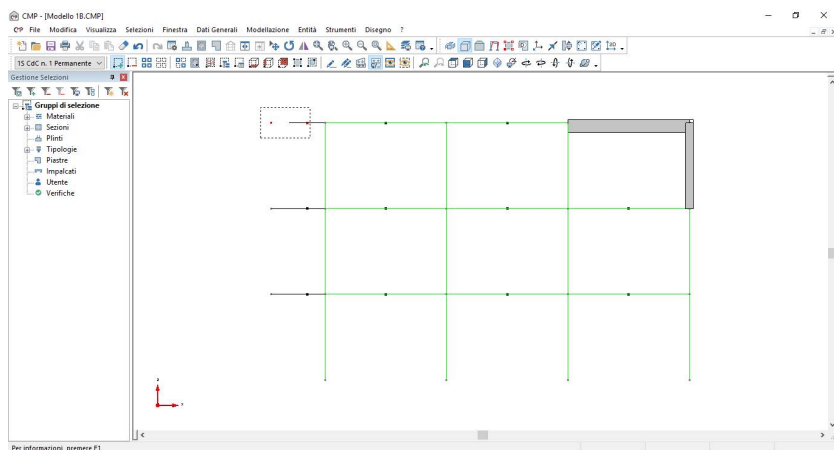 CMP - [Modello 1B.CMP]
File Modifica Visualizza Selezioni Finestra Dati Generali Modellazione Entità Strumenti Disegno ?
1S CdC n. 1 Permanente
Gestione Selezioni
Gruppi di selezione
Materiali
Sezioni
Plinti
Tipologie
Piastre
Impalcati
Utente
Verifiche
Per informazioni, premere F1